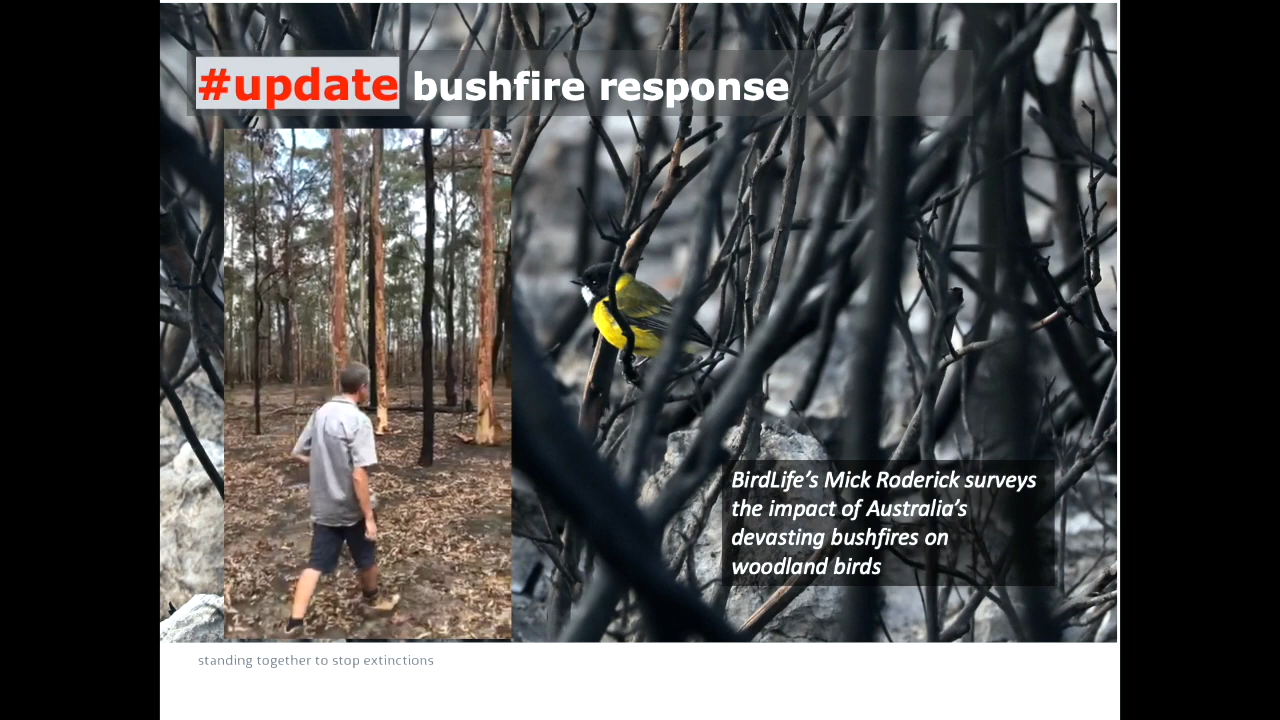 #update bushfire response
BirdLife’s Mick Roderick surveys
the impact of Australia’s
devasting bushfires on
woodland birds
standing together to stop extinctions